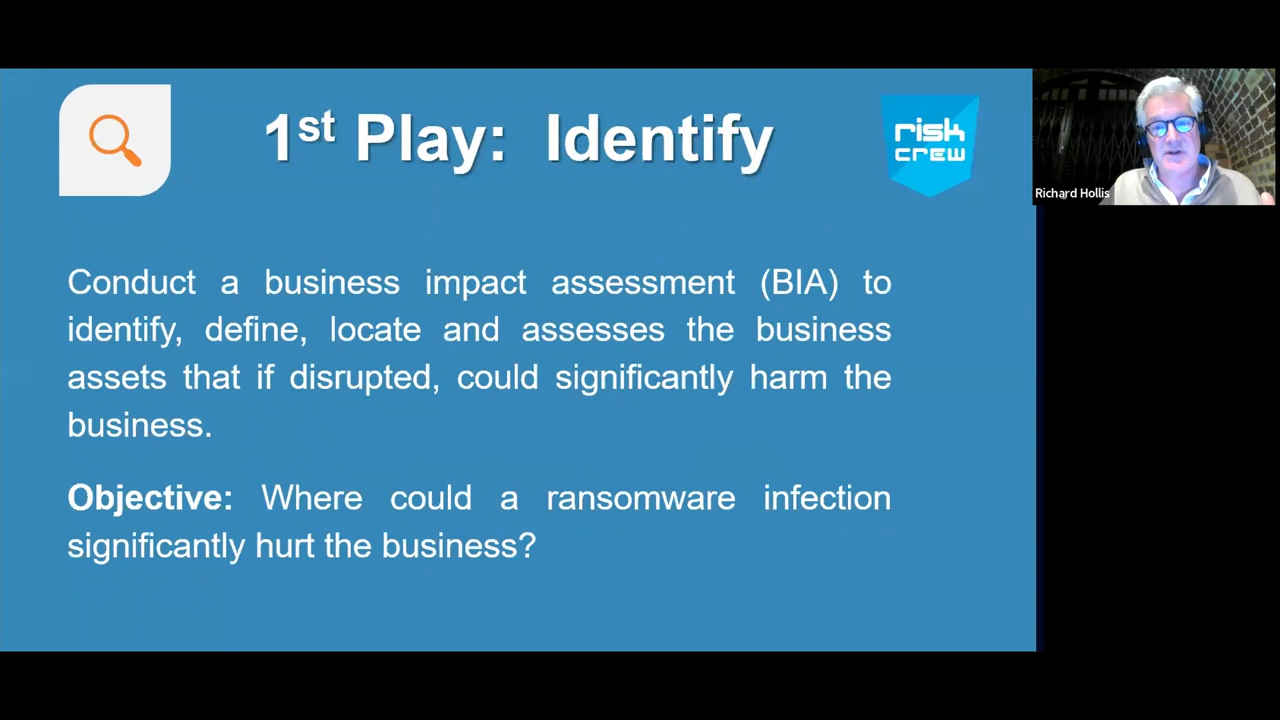 1st Play: Identify
risk
crew
Richard Hollis
Conduct a business impact assessment (BIA) to
identify, define, locate and assesses the business
assets that if disrupted, could significantly harm the
business.
Objective: Where could a ransomware infection
significantly hurt the business?